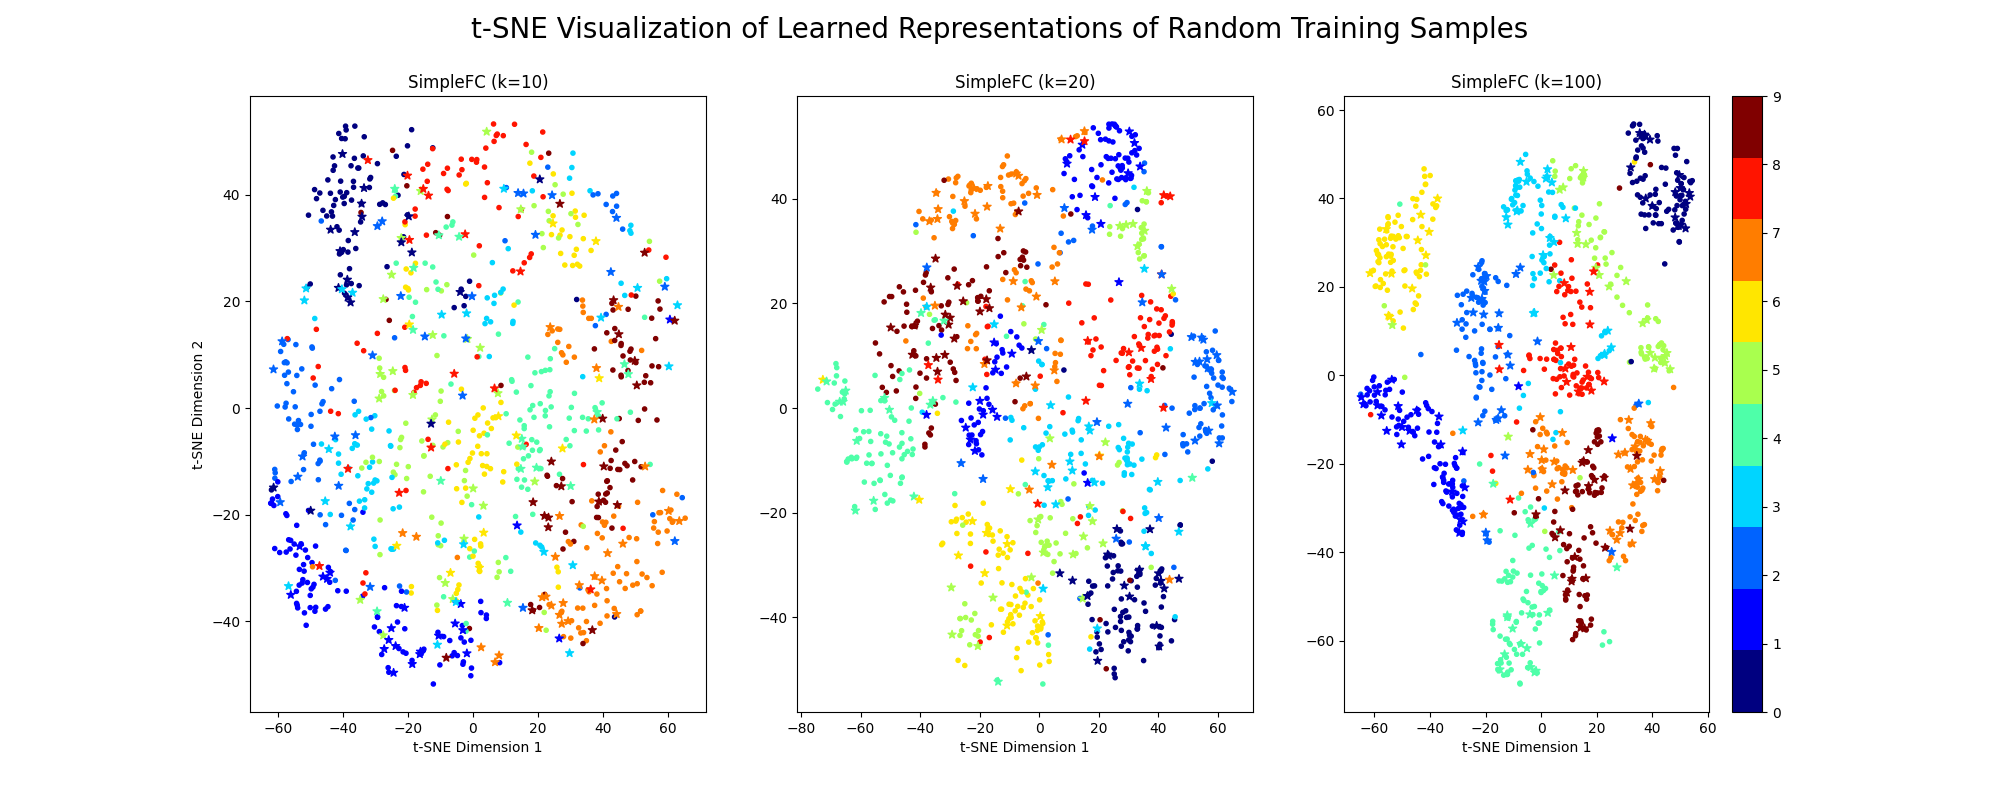 t-SNE Visualization of Learned Representations of Random Training Samples
SimpleFC (k=10)
SimpleFC (k=20)
SimpleFC (k=100)
t-SNE Dimension 2
40
20
0
−20
−40
−60 −40 −20 0 20 40 60
t-SNE Dimension 1
40
20
0
−20
−40
−80 −60 −40 −20 0 20 40 60
t-SNE Dimension 1
60
40
20
0
−20
−40
−60
−60 −40 −20 0 20 40 60
t-SNE Dimension 1
9
8
7
6
5
4
3
2
1
0